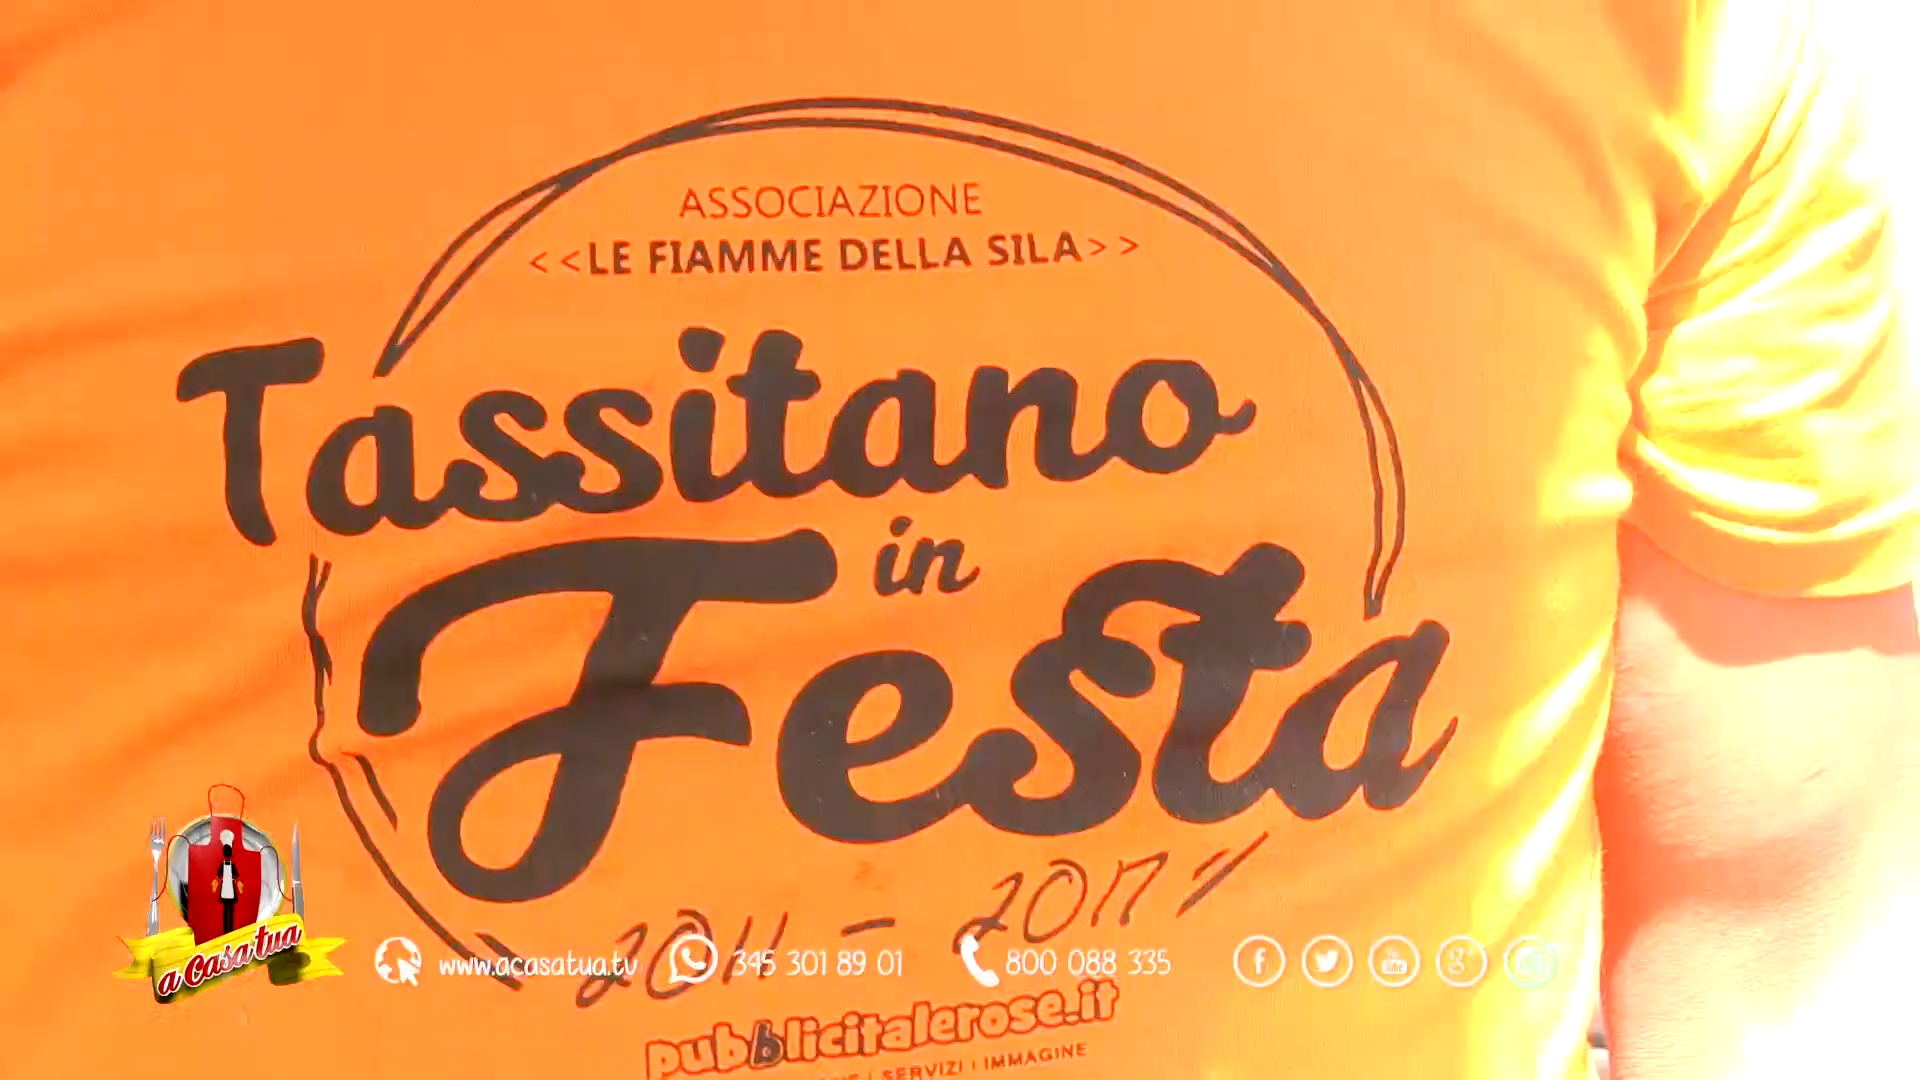 ASSOCIAZIONE
<<LE FIAMME DELLA SILA>>
Tassitano
in
Festa
2011 - 2017
a casa tua
www.acasatua.tv
345 301 89 01
800 088 335
pubblicitalerose.it
| SERVIZI | IMMAGINE